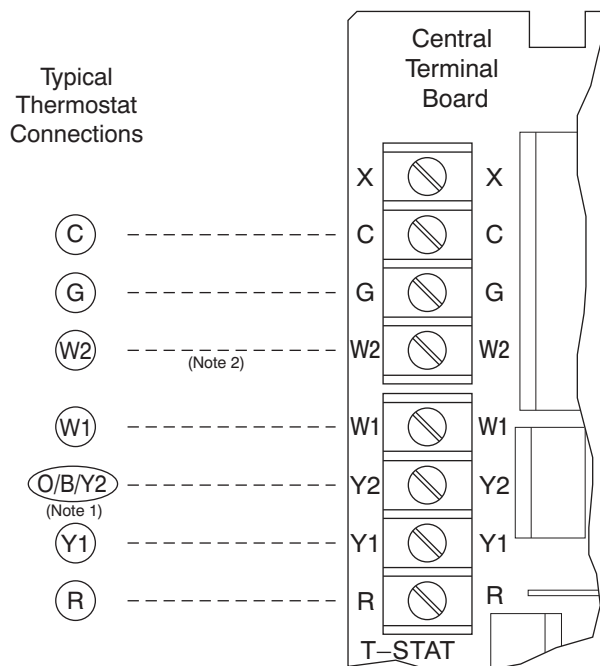 Typical
Thermostat
Connections
Central
Terminal
Board
X X
C C C
G G G
W2 (Note 2) W2 W2
W1 W1 W1
O/B/Y2 Y2 Y2
(Note 1)
Y1 Y1 Y1
R R R
T–STAT